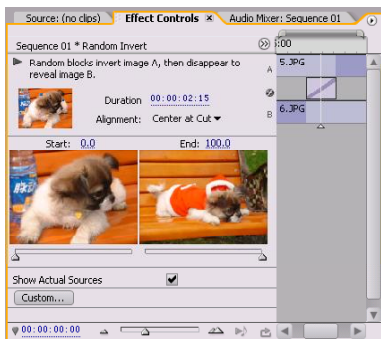 Source: (no clips) Effect Controls × Audio Mixer: Sequence 01
Sequence 01 * Random Invert
:00
Random blocks invert image A, then disappear to
reveal image B.
A
5.JPG
Duration 00:00:02:15
Alignment: Center at Cut
B
6.JPG
Start: 0.0 End: 100.0
Show Actual Sources
Custom...
00:00:00:00